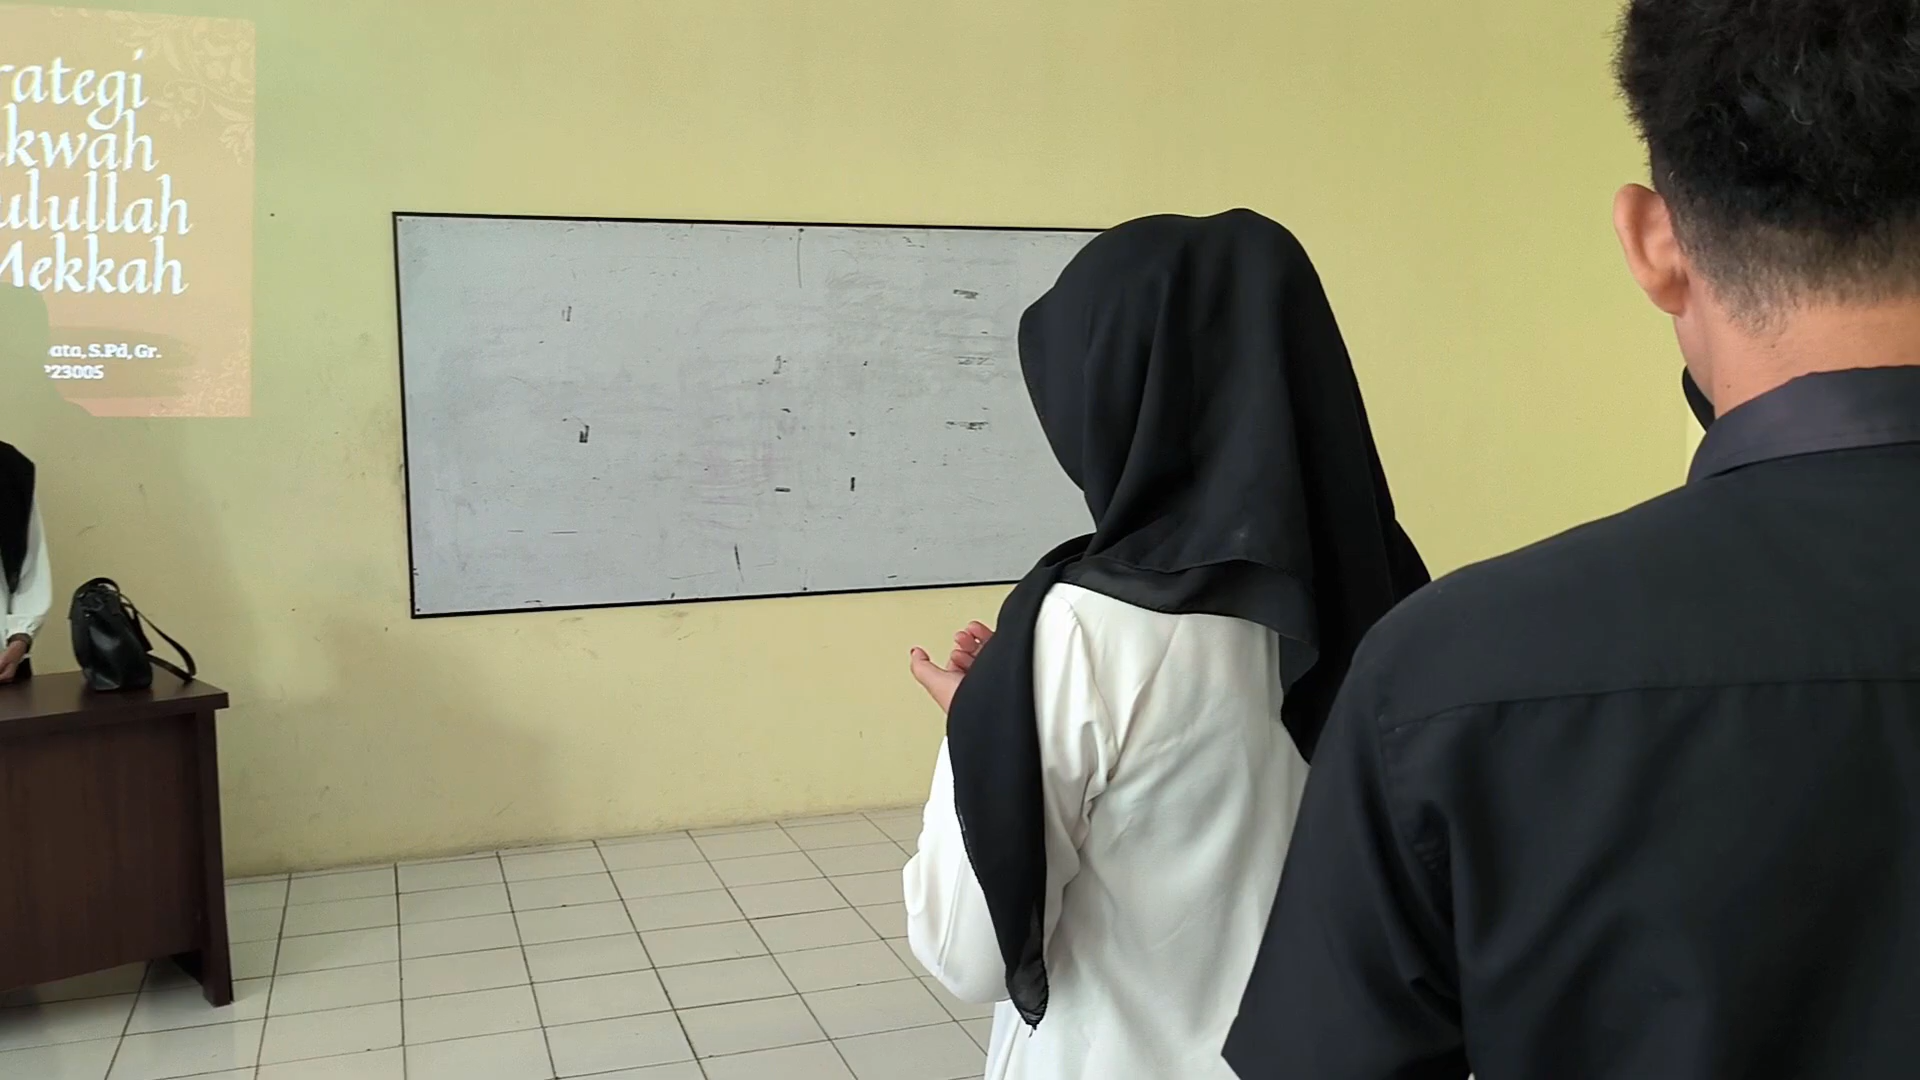 rategi
kwah
ulullah
Mekkah
ata, S.Pd, Gr.
23005